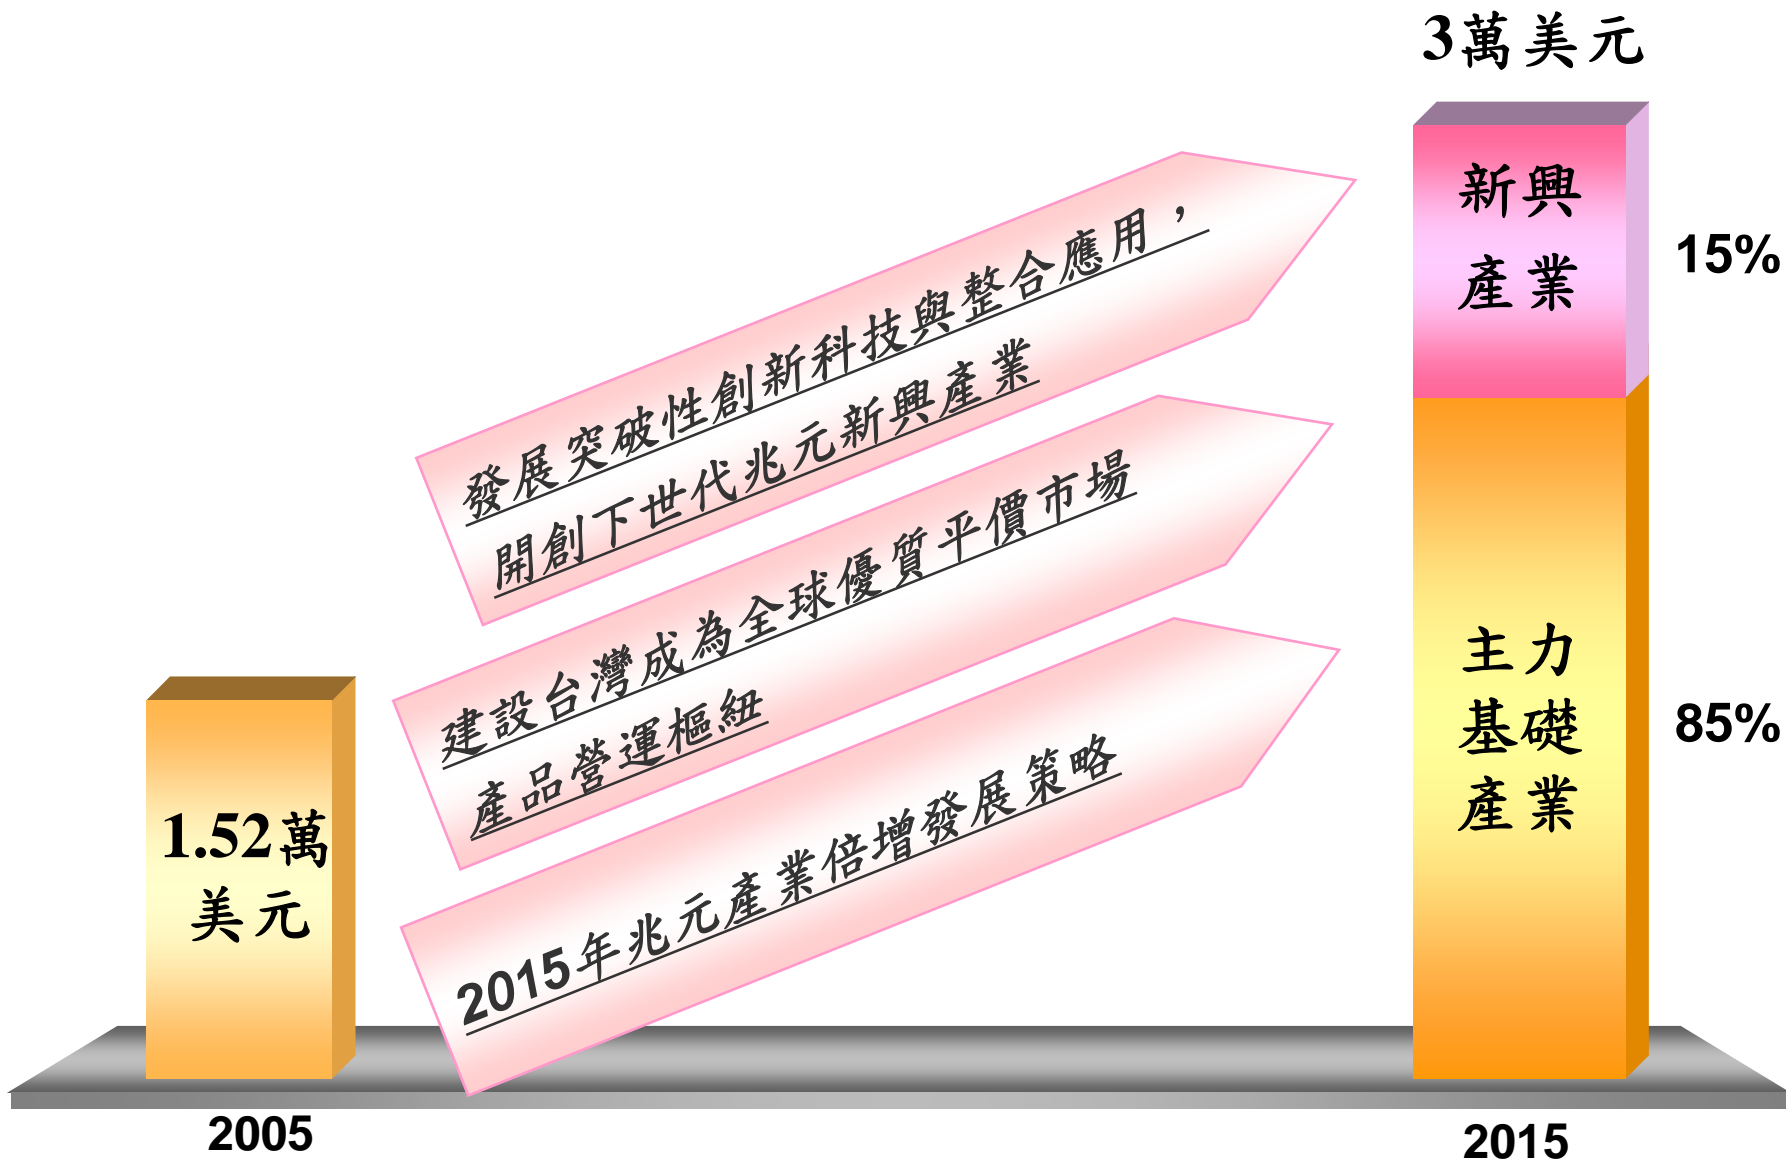 3萬美元
新興
產業
15%
發展突破性創新科技與整合應用，
開創下世代兆元新興產業
建設台灣成為全球優質平價市場
產品營運樞紐
2015年兆元產業倍增發展策略
主力
基礎
產業
85%
1.52萬
美元
2005
2015